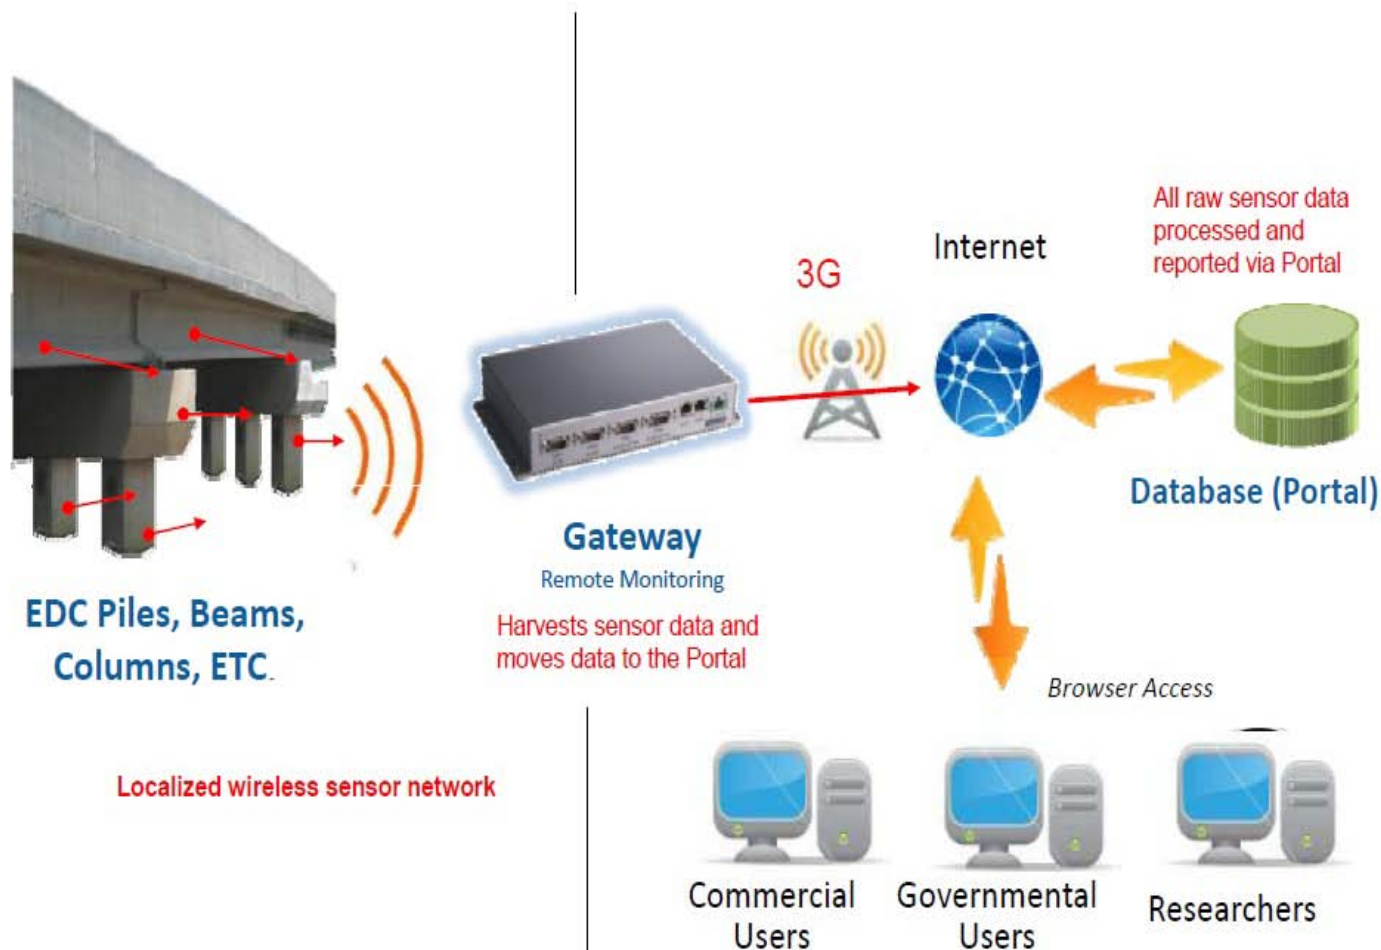 All raw sensor data
processed and
reported via Portal
Internet
3G
Database (Portal)
Gateway
Remote Monitoring
Harvests sensor data and
moves data to the Portal
EDC Piles, Beams,
Columns, ETC.
Browser Access
Localized wireless sensor network
Commercial
Users
Governmental
Users
Researchers